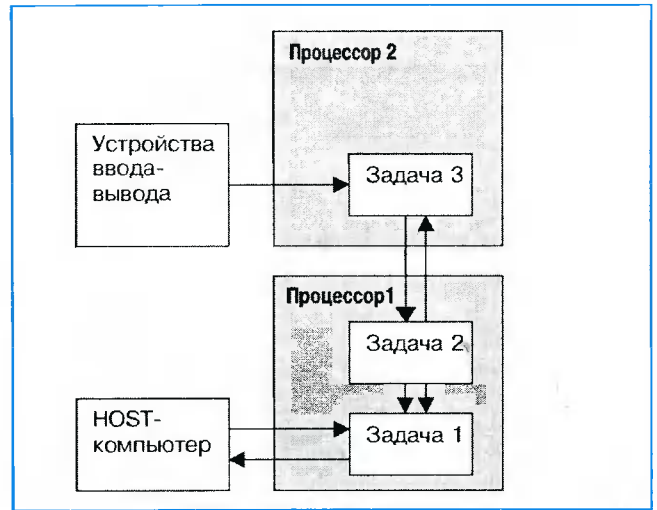 Процессор 2
Устройства
ввода-
вывода
Задача 3
Процессор1
Задача 2
HOST-
компьютер
Задача 1